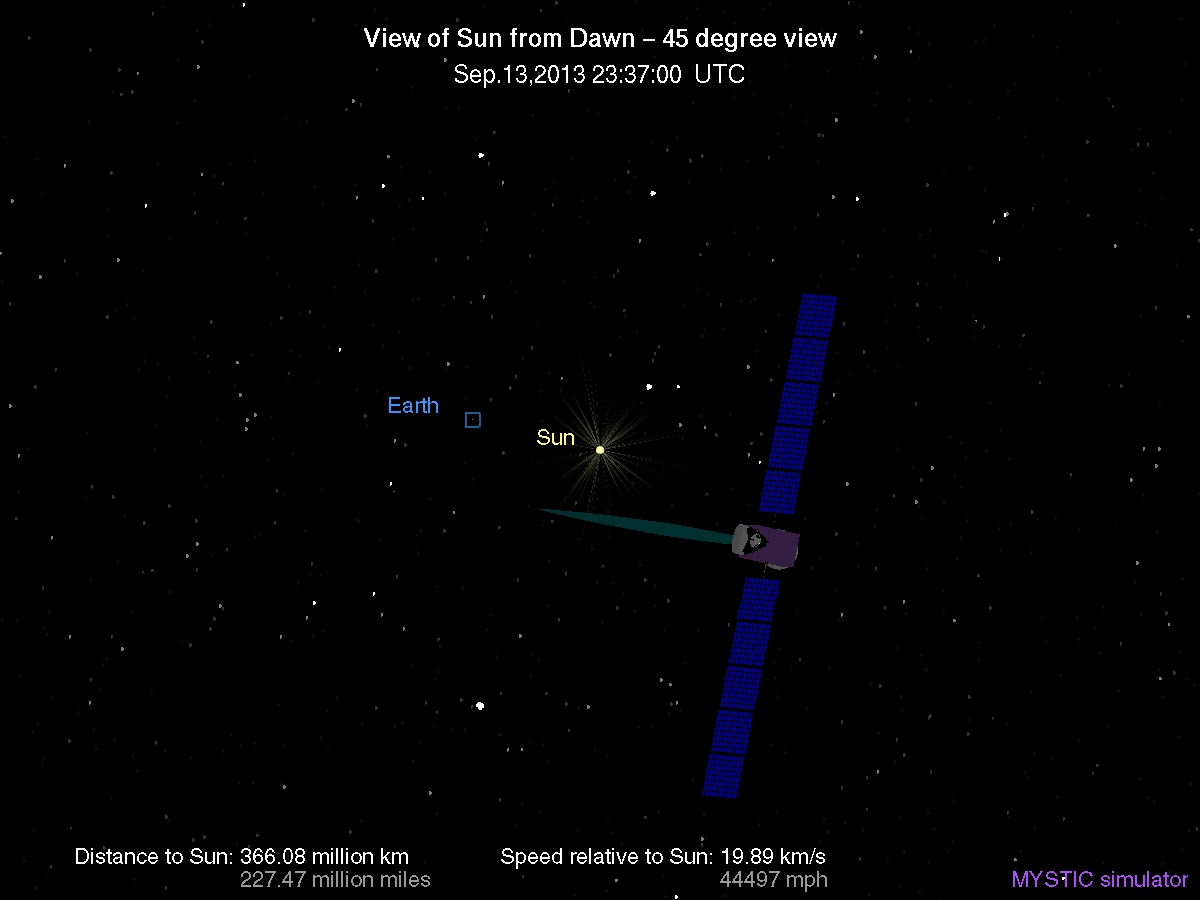 View of Sun from Dawn – 45 degree view
Sep.13,2013 23:37:00 UTC
Earth
Sun
Distance to Sun: 366.08 million km
227.47 million miles
Speed relative to Sun: 19.89 km/s
44497 mph
MYSTIC simulator